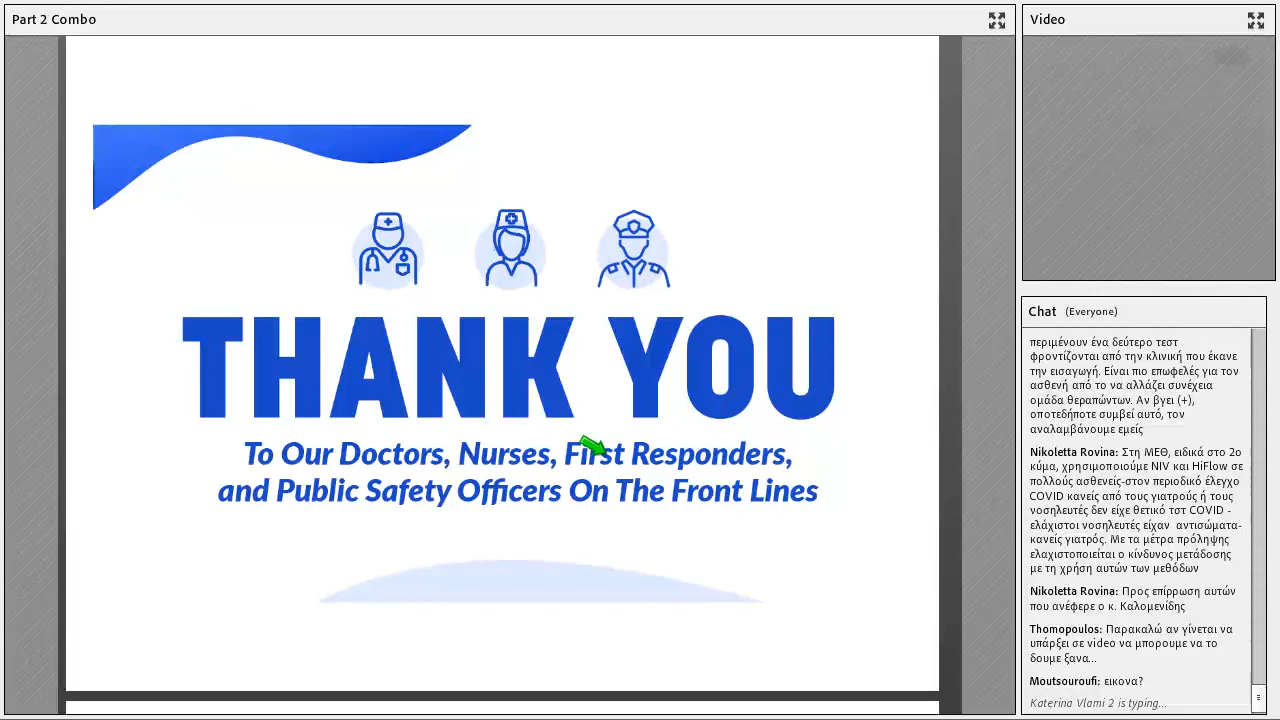 Part 2 Combo
THANK YOU
To Our Doctors, Nurses, First Responders,
and Public Safety Officers On The Front Lines
Video
Chat (Everyone)
περιμένουν ένα δεύτερο τεστ
φροντίζονται από την κλινική που έκανε
την εισαγωγή. Είναι πιο επωφελές για τον
ασθενή από το να αλλάζει συνέχεια
ομάδα θεραπώντων. Αν βγει (+),
οποτεδήποτε συμβεί αυτό, τον
αναλαμβάνουμε εμείς
Nikoletta Rovina: Στη ΜΕΘ, ειδικά στο 2ο
κύμα, χρησιμοποιούμε NIV και HiFlow σε
πολλούς ασθενείς-στον περιοδικό έλεγχο
COVID κανείς από τους γιατρούς ή τους
νοσηλευτές δεν είχε θετικό τστ COVID -
ελάχιστοι νοσηλευτές είχαν αντισώματα-
κανείς γιατρός. Με τα μέτρα πρόληψης
ελαχιστοποιείται ο κίνδυνος μετάδοσης
με τη χρήση αυτών των μεθόδων
Nikoletta Rovina: Προς επίρρωση αυτών
που ανέφερε ο κ. Καλομενίδης
Thomopoulos: Παρακαλώ αν γίνεται να
υπάρξει σε video να μπορουμε να το
δουμε ξανα...
Moutsouroufi: εικονα?
Katerina Vlami 2 is typing...